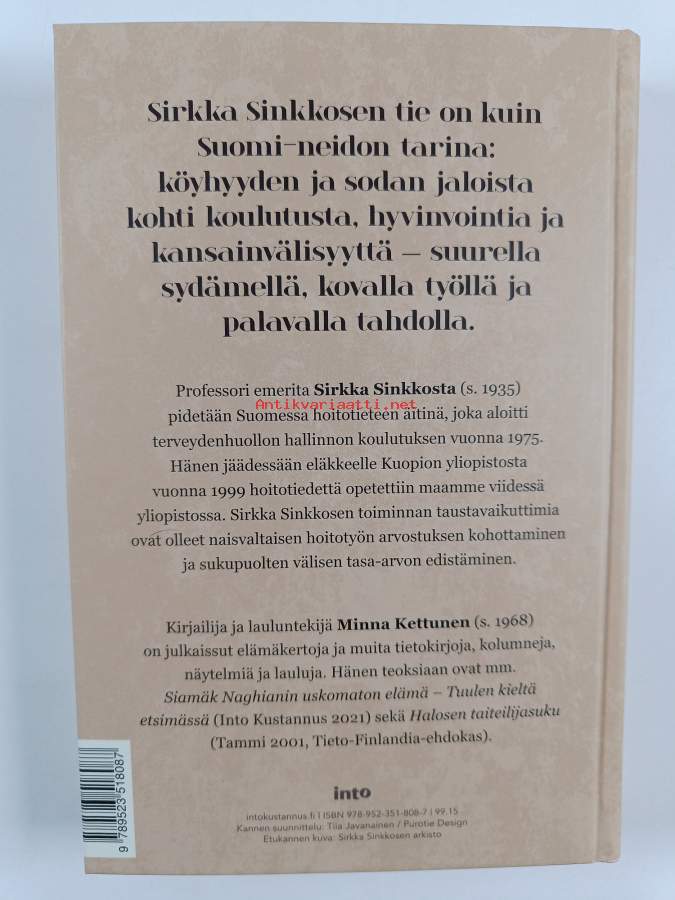 Sirkka Sinkkosen tie on kuin
Suomi-neidon tarina:
köyhyyden ja sodan jaloista
kohti koulutusta, hyvinvointia ja
kansainvälisyyttä – suurella
sydämellä, kovalla työllä ja
palavalla tahdolla.
Professori emerita Sirkka Sinkkosta (s. 1935)
Antikvariaatti.net
pidetään Suomessa hoitotieteen äitinä, joka aloitti
terveydenhuollon hallinnon koulutuksen vuonna 1975.
Hänen jäädessään eläkkeelle Kuopion yliopistosta
vuonna 1999 hoitotiedettä opetettiin maamme viidessä
yliopistossa. Sirkka Sinkkosen toiminnan taustavaikuttimia
ovat olleet naisvaltaisen hoitotyön arvostuksen kohottaminen
ja sukupuolten välisen tasa-arvon edistäminen.
Kirjailija ja lauluntekijä Minna Kettunen (s. 1968)
on julkaissut elämäkertoja ja muita tietokirjoja, kolumneja,
näytelmiä ja lauluja. Hänen teoksiaan ovat mm.
Siamäk Naghianin uskomaton elämä – Tuulen kieltä
etsimässä (Into Kustannus 2021) sekä Halosen taiteilijasuku
(Tammi 2001, Tieto-Finlandia-ehdokas).
into
intokustannus.fi | ISBN 978-952-351-808-7 | 99.15
Kannen suunnittelu: Tiia Javanainen / Purotie Design
Etukannen kuva: Sirkka Sinkkosen arkisto
9 789523 518087